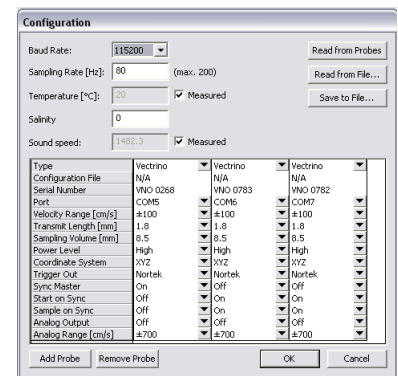 Configuration
Baud Rate: 115200 Read from Probes
Sampling Rate [Hz]: 80 (max. 200) Read from File...
Temperature [°C]: 20 Measured Save to File...
Salinity 0
Sound speed: 1482.3 Measured
Type Vectrino Vectrino Vectrino
Configuration File N/A N/A N/A
Serial Number VNO 0268 VNO 0783 VNO 0782
Port COM5 COM6 COM7
Velocity Range [cm/s] ±100 ±100 ±100
Transmit Length [mm] 1.8 1.8 1.8
Sampling Volume [mm] 8.5 8.5 8.5
Power Level High High High
Coordinate System XYZ XYZ XYZ
Trigger Out Nortek Nortek Nortek
Sync Master On Off Off
Start on Sync Off On On
Sample on Sync Off On On
Analog Output Off Off Off
Analog Range [cm/s] ±700 ±700 ±700
Add Probe Remove Probe OK Cancel